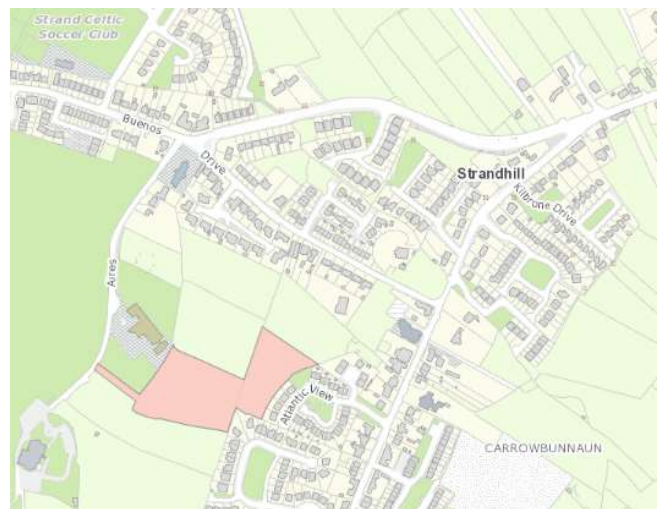 Strand Celtic
Soccer Club
Buenos
Drive
Strandhill
Kilbrone Drive
Aires
Atlantic View
CARROWBUNNAUN